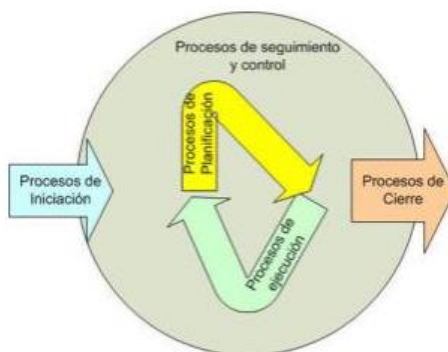 Procesos de seguimiento
y control
Procesos de
Planificación
Procesos de
Iniciación
Procesos de
Cierre
Procesos de
ejecución